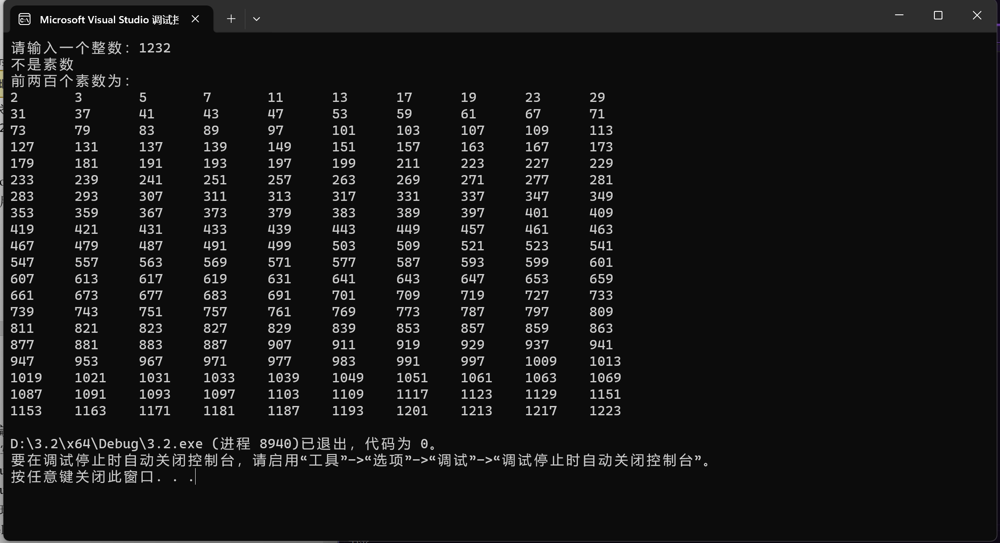 Microsoft Visual Studio 调试控
请输入一个整数：1232
不是素数
前两百个素数为：
2 3 5 7 11 13 17 19 23 29
31 37 41 43 47 53 59 61 67 71
73 79 83 89 97 101 103 107 109 113
127 131 137 139 149 151 157 163 167 173
179 181 191 193 197 199 211 223 227 229
233 239 241 251 257 263 269 271 277 281
283 293 307 311 313 317 331 337 347 349
353 359 367 373 379 383 389 397 401 409
419 421 431 433 439 443 449 457 461 463
467 479 487 491 499 503 509 521 523 541
547 557 563 569 571 577 587 593 599 601
607 613 617 619 631 641 643 647 653 659
661 673 677 683 691 701 709 719 727 733
739 743 751 757 761 769 773 787 797 809
811 821 823 827 829 839 853 857 859 863
877 881 883 887 907 911 919 929 937 941
947 953 967 971 977 983 991 997 1009 1013
1019 1021 1031 1033 1039 1049 1051 1061 1063 1069
1087 1091 1093 1097 1103 1109 1117 1123 1129 1151
1153 1163 1171 1181 1187 1193 1201 1213 1217 1223
D:\3.2\x64\Debug\3.2.exe (进程 8940)已退出，代码为 0。
要在调试停止时自动关闭控制台，请启用“工具”->“选项”->“调试”->“调试停止时自动关闭控制台”。
按任意键关闭此窗口. . .